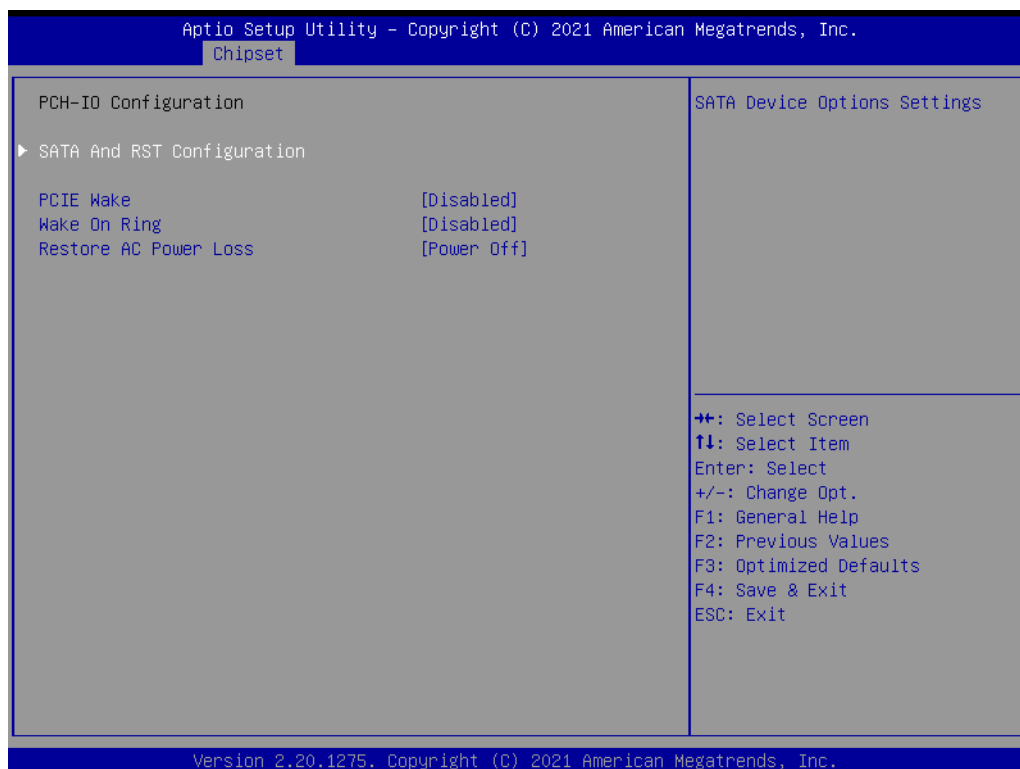 Aptio Setup Utility – Copyright (C) 2021 American Megatrends, Inc.
Chipset
PCH-IO Configuration
SATA Device Options Settings
▶ SATA And RST Configuration
PCIE Wake [Disabled]
Wake On Ring [Disabled]
Restore AC Power Loss [Power Off]
→←: Select Screen
↑↓: Select Item
Enter: Select
+/-: Change Opt.
F1: General Help
F2: Previous Values
F3: Optimized Defaults
F4: Save & Exit
ESC: Exit
Version 2.20.1275. Copyright (C) 2021 American Megatrends, Inc.